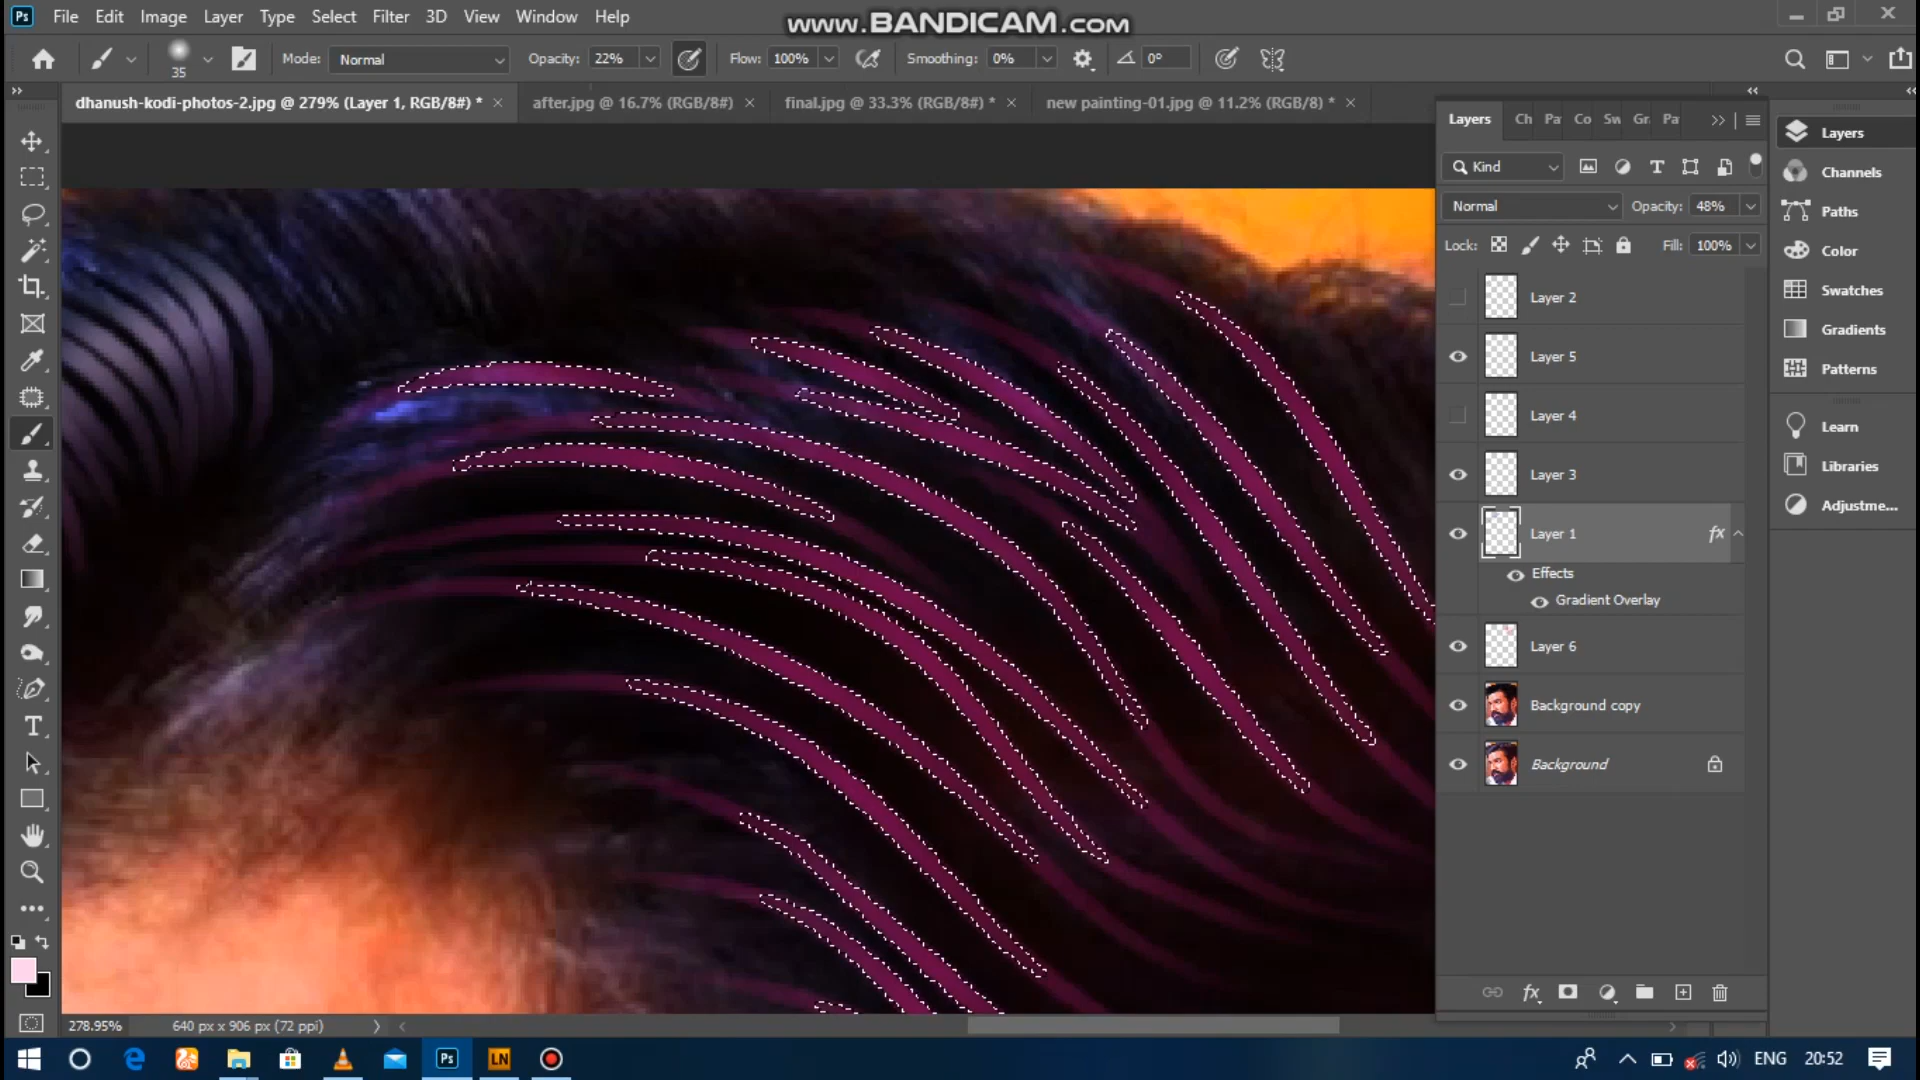 www.BANDICAM.com
Ps File Edit Image Layer Type Select Filter 3D View Window Help
35 Mode: Normal Opacity: 22% Flow: 100% Smoothing: 0% 0°
dhanush-kodi-photos-2.jpg @ 279% (Layer 1, RGB/8#) * after.jpg @ 16.7% (RGB/8#) final.jpg @ 33.3% (RGB/8#) * new painting-01.jpg @ 11.2% (RGB/8) *
Layers Ch Pa Co Sw Gr Pa
Kind
Normal Opacity: 48%
Lock: Fill: 100%
Layer 2
Layer 5
Layer 4
Layer 3
Layer 1 fx
Effects
Gradient Overlay
Layer 6
Background copy
Background
fx
Layers
Channels
Paths
Color
Swatches
Gradients
Patterns
Learn
Libraries
Adjustme...
278.95% 640 px x 906 px (72 ppi)
Ps LN ENG 20:52